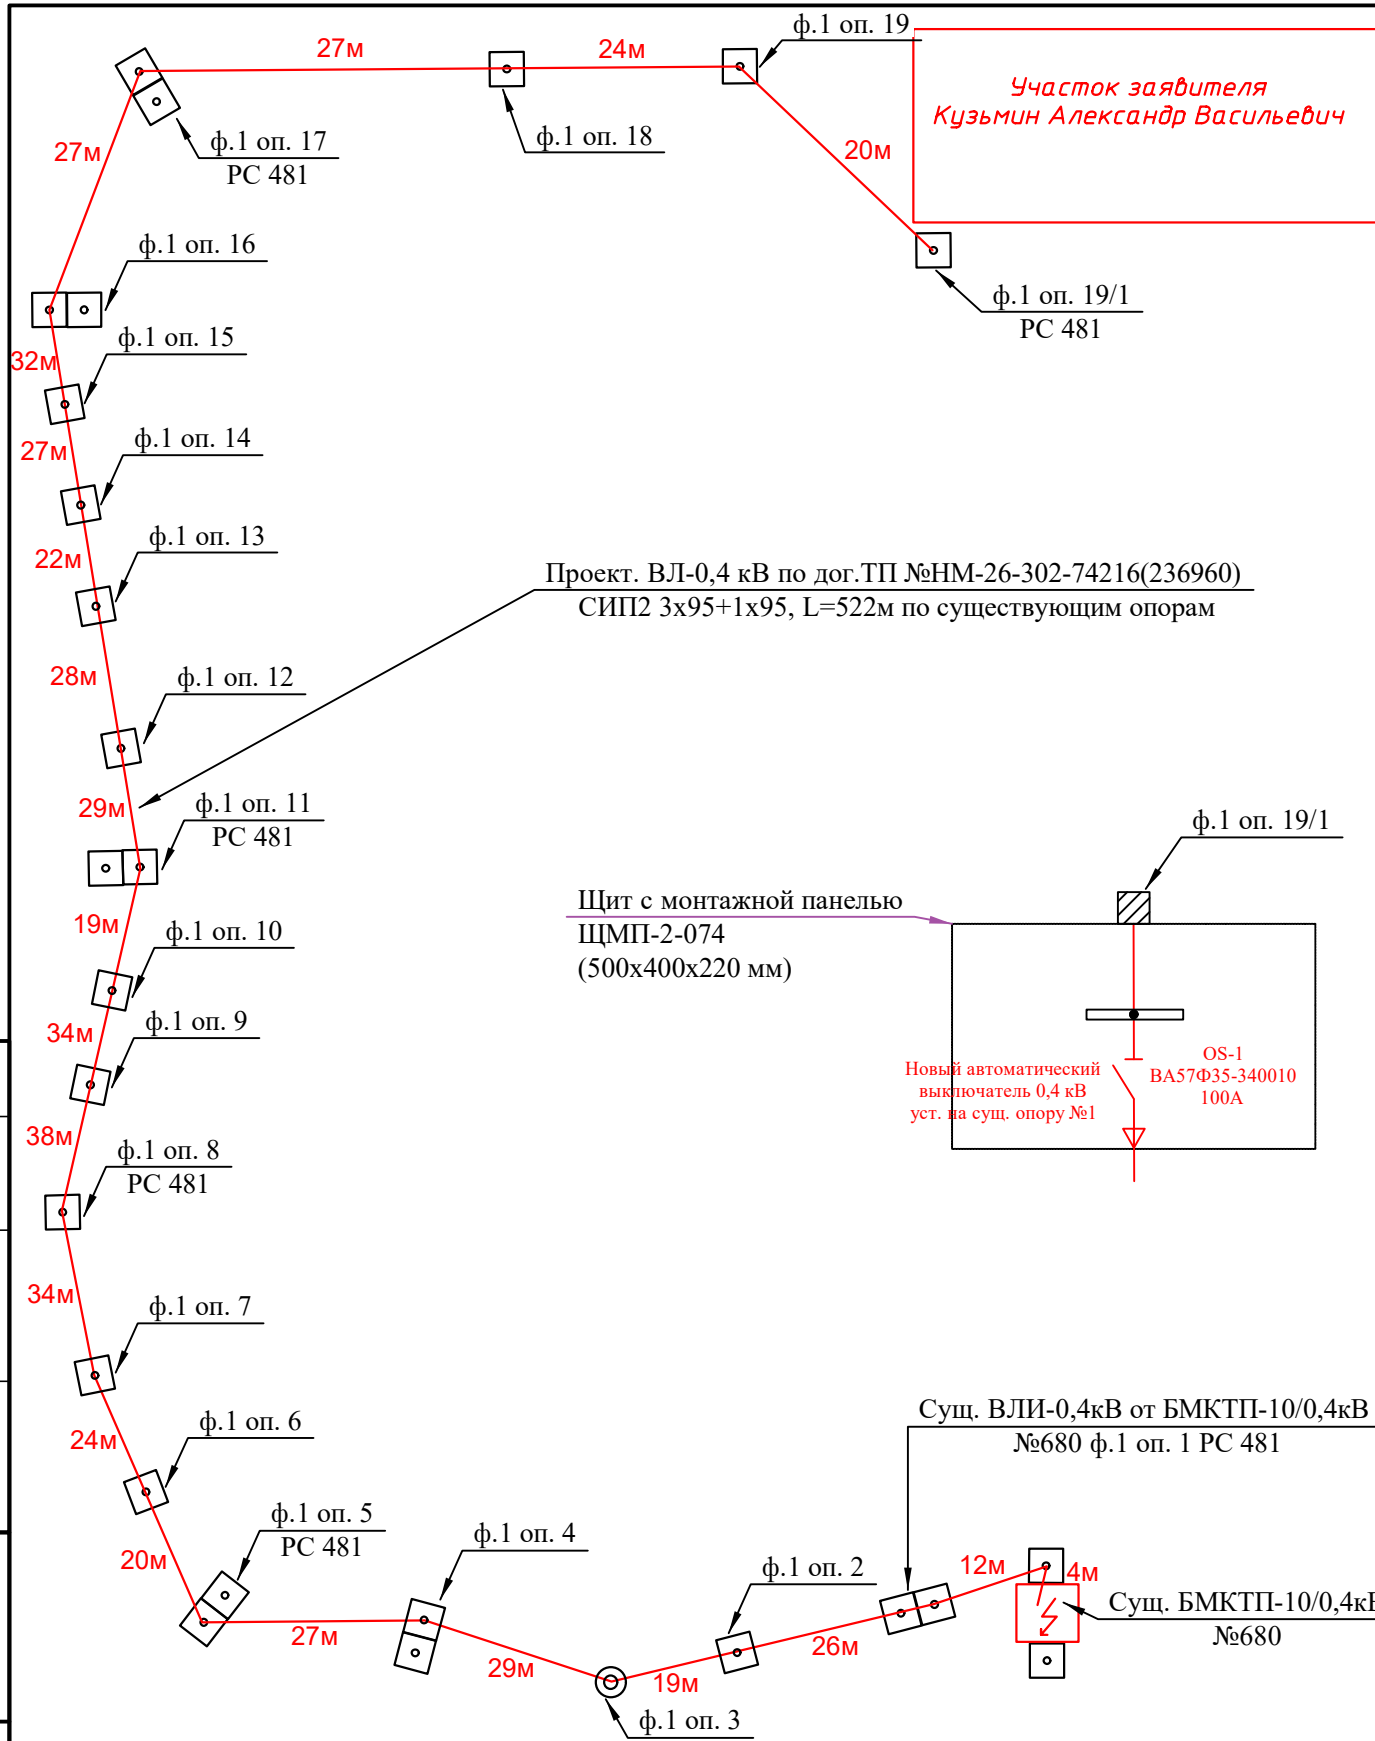 27м
24м
ф.1 оп. 19
Участок заявителя
Кузьмин Александр Васильевич
27м
ф.1 оп. 17
РС 481
ф.1 оп. 18
20м
ф.1 оп. 16
ф.1 оп. 19/1
РС 481
32м
ф.1 оп. 15
27м
ф.1 оп. 14
22м
ф.1 оп. 13
Проект. ВЛ-0,4 кВ по дог.ТП №НМ-26-302-74216(236960)
СИП2 3х95+1х95, L=522м по существующим опорам
28м
ф.1 оп. 12
29м
ф.1 оп. 11
РС 481
ф.1 оп. 19/1
19м
ф.1 оп. 10
Щит с монтажной панелью
ЩМП-2-074
(500х400х220 мм)
34м
ф.1 оп. 9
Новый автоматический
выключатель 0,4 кВ
уст. на сущ. опору №1
OS-1
ВА57Ф35-340010
100А
38м
ф.1 оп. 8
РС 481
34м
ф.1 оп. 7
24м
ф.1 оп. 6
Сущ. ВЛИ-0,4кВ от БМКТП-10/0,4кВ
№680 ф.1 оп. 1 РС 481
20м
ф.1 оп. 5
РС 481
ф.1 оп. 4
ф.1 оп. 2
12м
4м
Сущ. БМКТП-10/0,4кВ
№680
27м
29м
19м
26м
ф.1 оп. 3